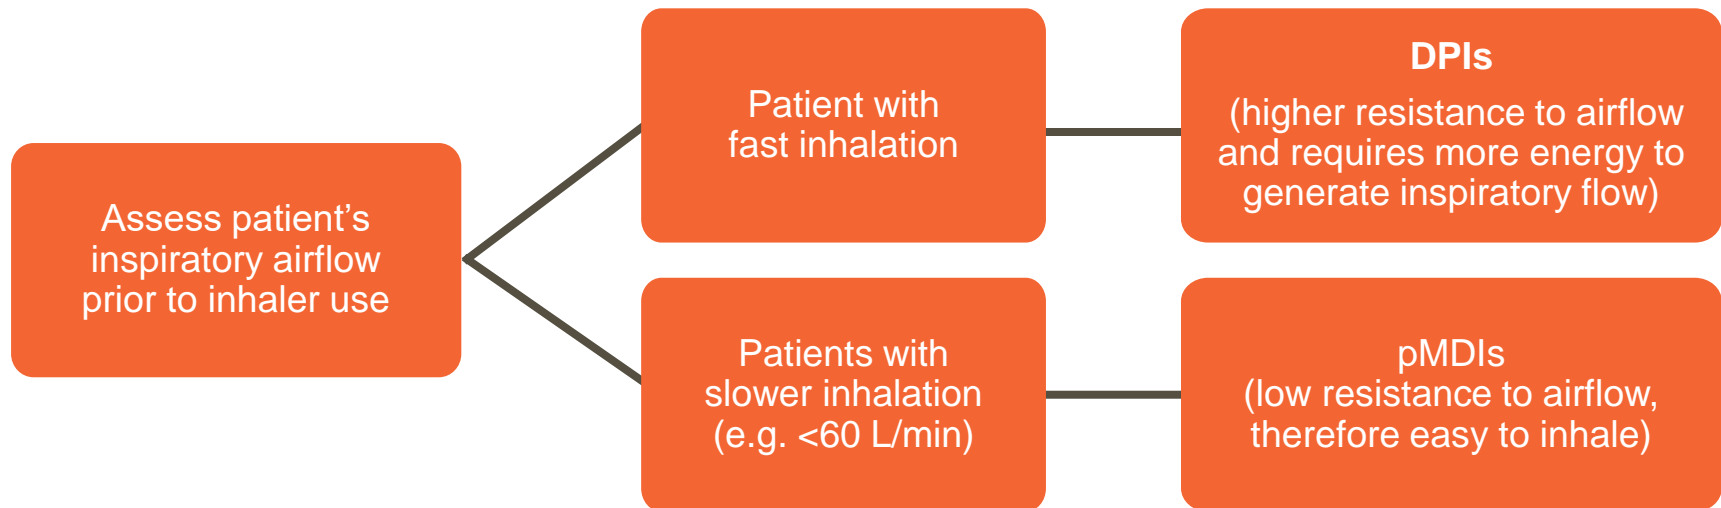 Assess patient’s
inspiratory airflow
prior to inhaler use
Patient with
fast inhalation
DPIs
(higher resistance to airflow
and requires more energy to
generate inspiratory flow)
Patients with
slower inhalation
(e.g. <60 L/min)
pMDIs
(low resistance to airflow,
therefore easy to inhale)